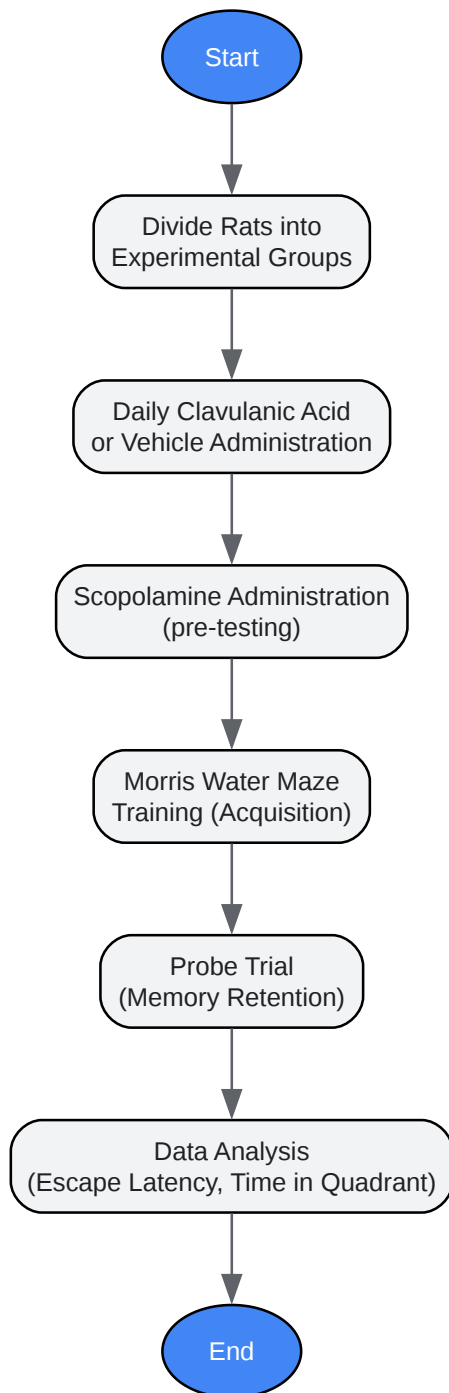 Start
Divide Rats into
Experimental Groups
Daily Clavulanic Acid
or Vehicle Administration
Scopolamine Administration
(pre-testing)
Morris Water Maze
Training (Acquisition)
Probe Trial
(Memory Retention)
Data Analysis
(Escape Latency, Time in Quadrant)
End